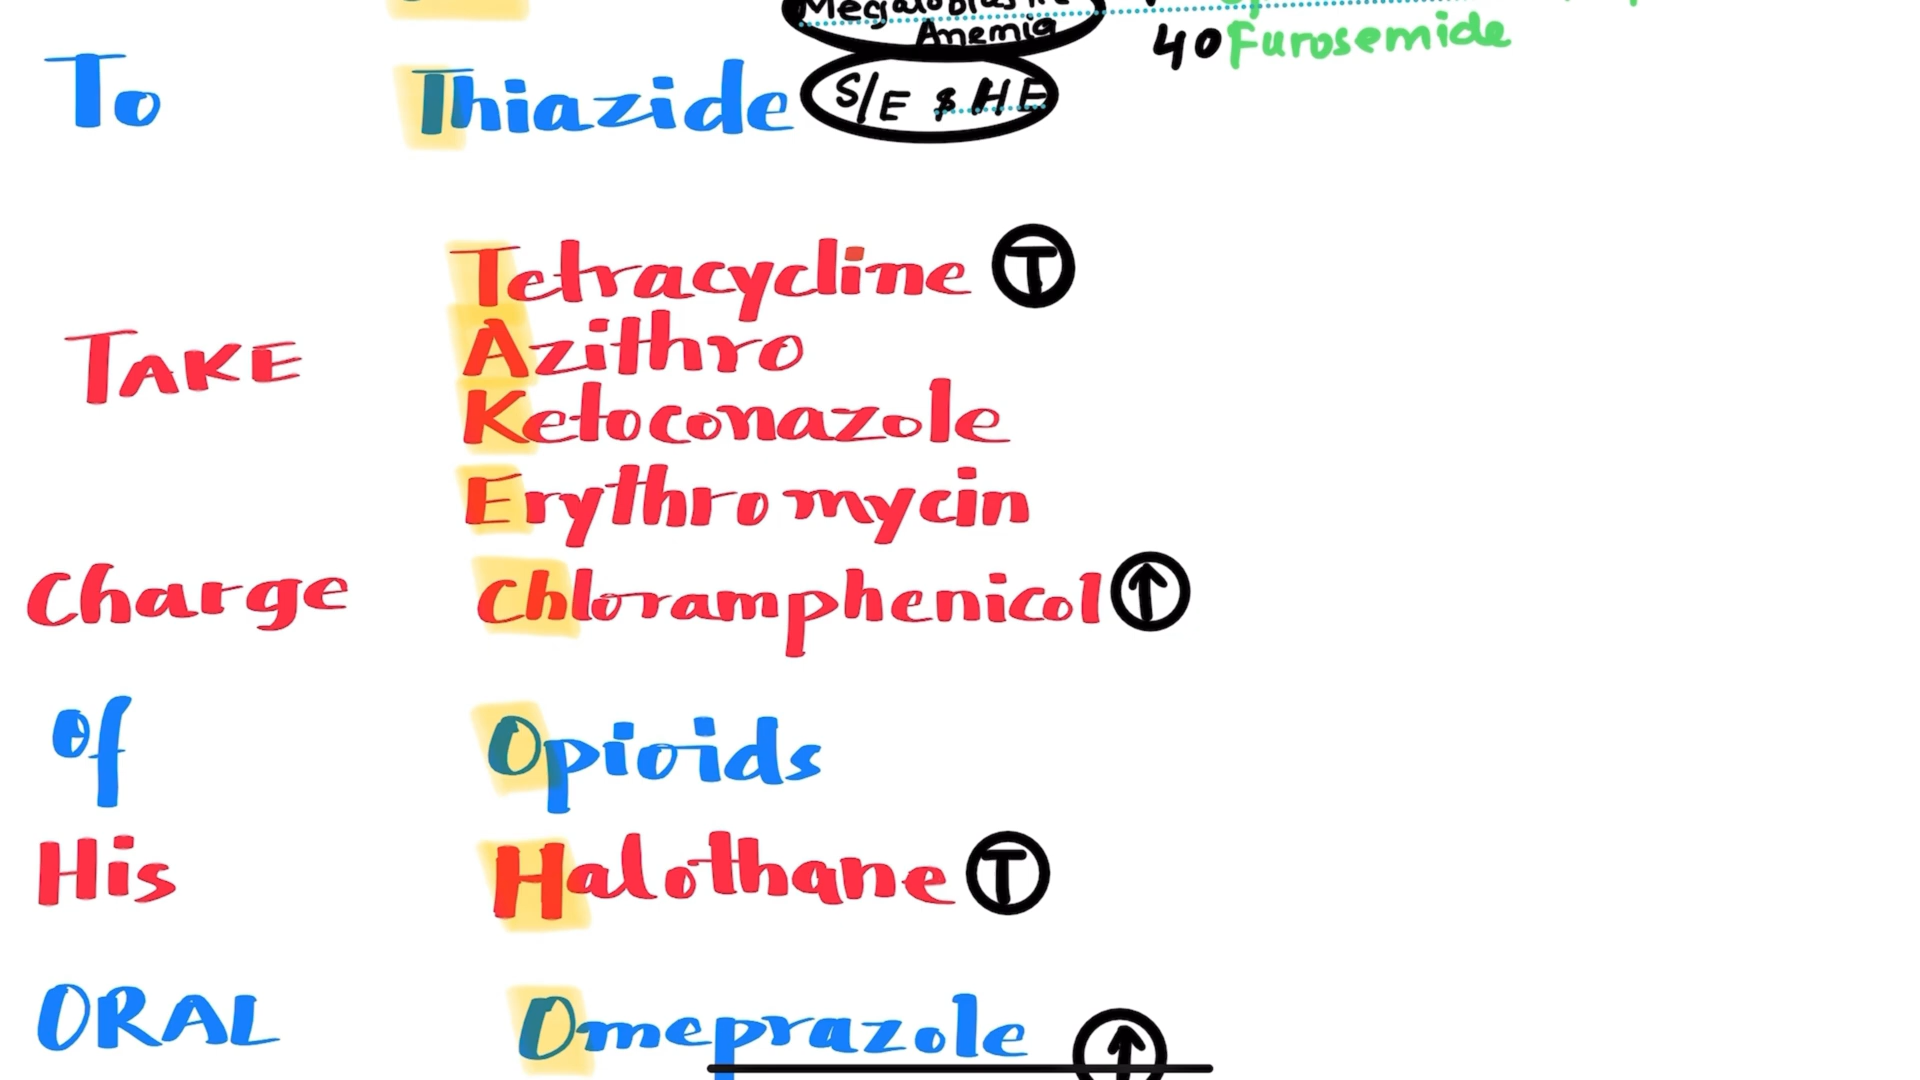 Megaloblastic
Anemia
40 Furosemide
To Thiazide S/E $ HE
Tetracycline T
Azithro
TAKE
Ketoconazole
Erythromycin
Charge Chloramphenicol ↑
Of Opioids
His Halothane T
ORAL Omeprazole ↑